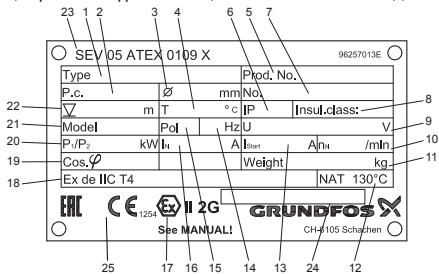 23 1 2 3 4 6 5 7
SEV 05 ATEX 0109 X 96257013E
Type Prod. No.
P.c. Ø mm No.
22 m T °C IP Insul.class: 8
21 Model Pol Hz U V 9
20 P1/P2 kW IN A IStart A nN /min 10
19 Cos.φ Weight kg 11
18 Ex de IIC T4 NAT 130°C
EAC CE 1254 Ex II 2G GRUNDFOS
See MANUAL! CH-6105 Schachen
25 17 16 15 14 13 24 12